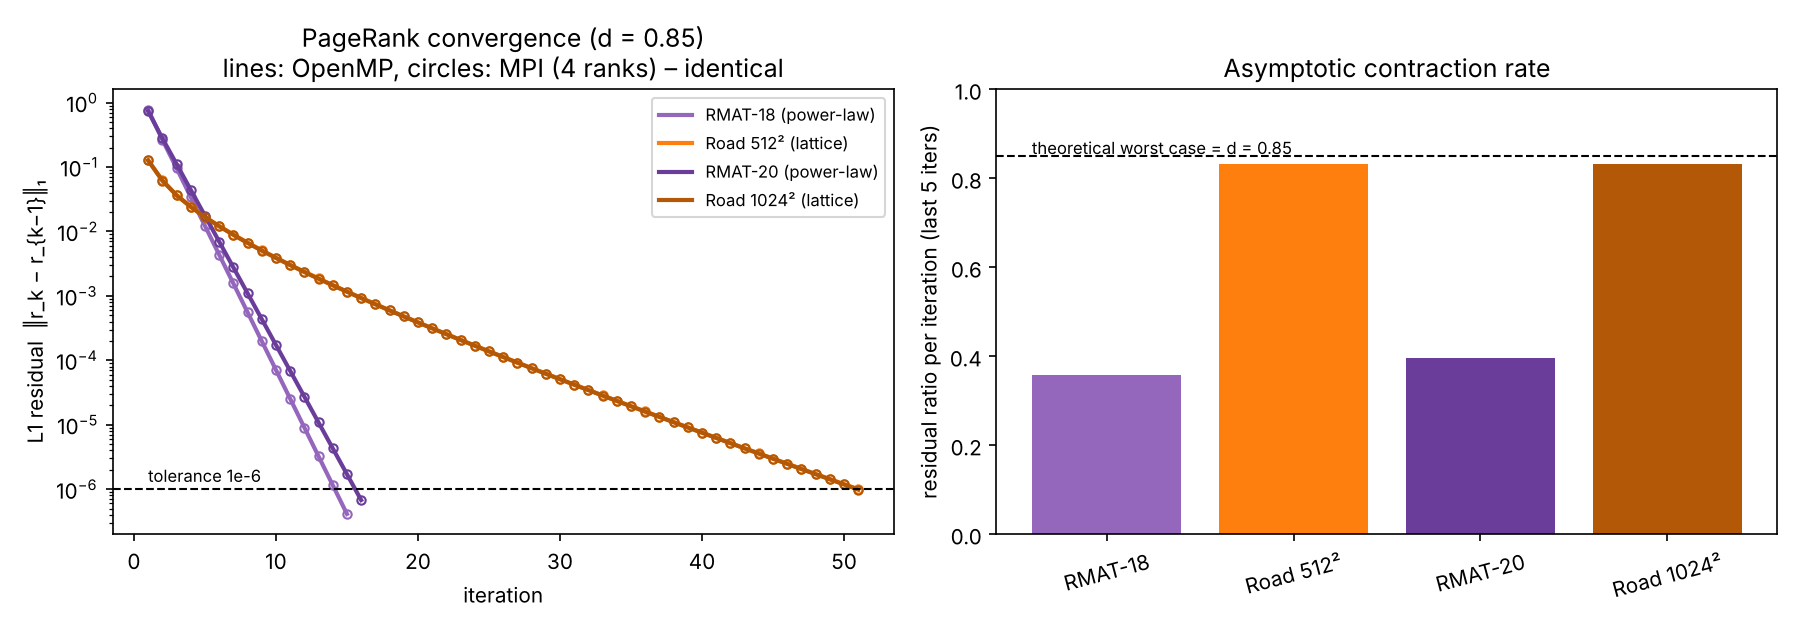 PageRank convergence (d = 0.85)
lines: OpenMP, circles: MPI (4 ranks) – identical
L1 residual ‖r_k − r_{k−1}‖₁
10⁰
10⁻¹
10⁻²
10⁻³
10⁻⁴
10⁻⁵
10⁻⁶
RMAT-18 (power-law)
Road 512² (lattice)
RMAT-20 (power-law)
Road 1024² (lattice)
tolerance 1e-6
0 10 20 30 40 50
iteration
Asymptotic contraction rate
residual ratio per iteration (last 5 iters)
1.0
0.8
0.6
0.4
0.2
0.0
theoretical worst case = d = 0.85
RMAT-18 Road 512² RMAT-20 Road 1024²